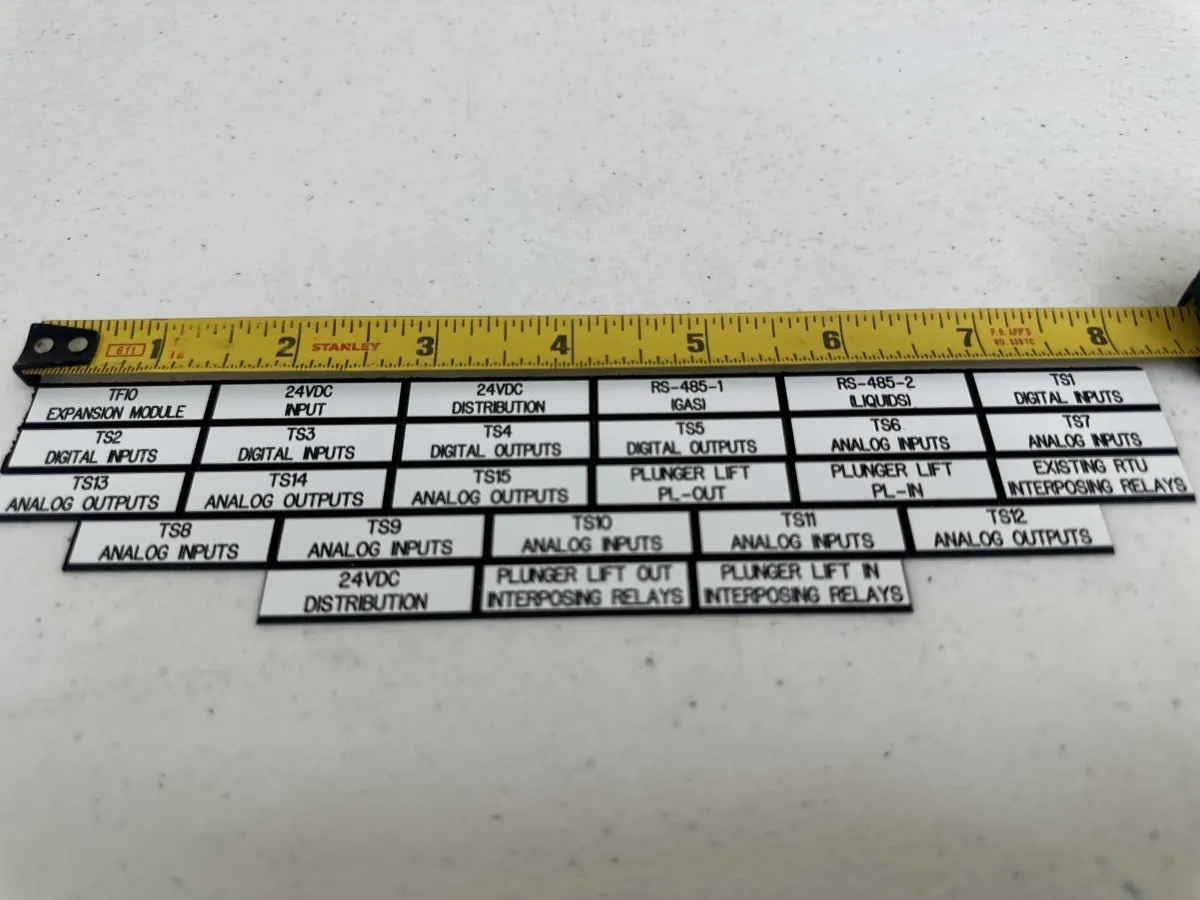 6ft 1 2 STANLEY 3 4 5 6 7 P.R. APP'D 8
TFIO
EXPANSION MODULE
24VDC
INPUT
24VDC
DISTRIBUTION
RS-485-1
(GAS)
RS-485-2
(LIQUIDS)
TS1
DIGITAL INPUTS
TS2
DIGITAL INPUTS
TS3
DIGITAL INPUTS
TS4
DIGITAL OUTPUTS
TS5
DIGITAL OUTPUTS
TS6
ANALOG INPUTS
TS7
ANALOG INPUTS
TS13
ANALOG OUTPUTS
TS14
ANALOG OUTPUTS
TS15
ANALOG OUTPUTS
PLUNGER LIFT
PL-OUT
PLUNGER LIFT
PL-IN
EXISTING RTU
INTERPOSING RELAYS
TS8
ANALOG INPUTS
TS9
ANALOG INPUTS
TS10
ANALOG INPUTS
TS11
ANALOG INPUTS
TS12
ANALOG OUTPUTS
24VDC
DISTRIBUTION
PLUNGER LIFT OUT
INTERPOSING RELAYS
PLUNGER LIFT IN
INTERPOSING RELAYS